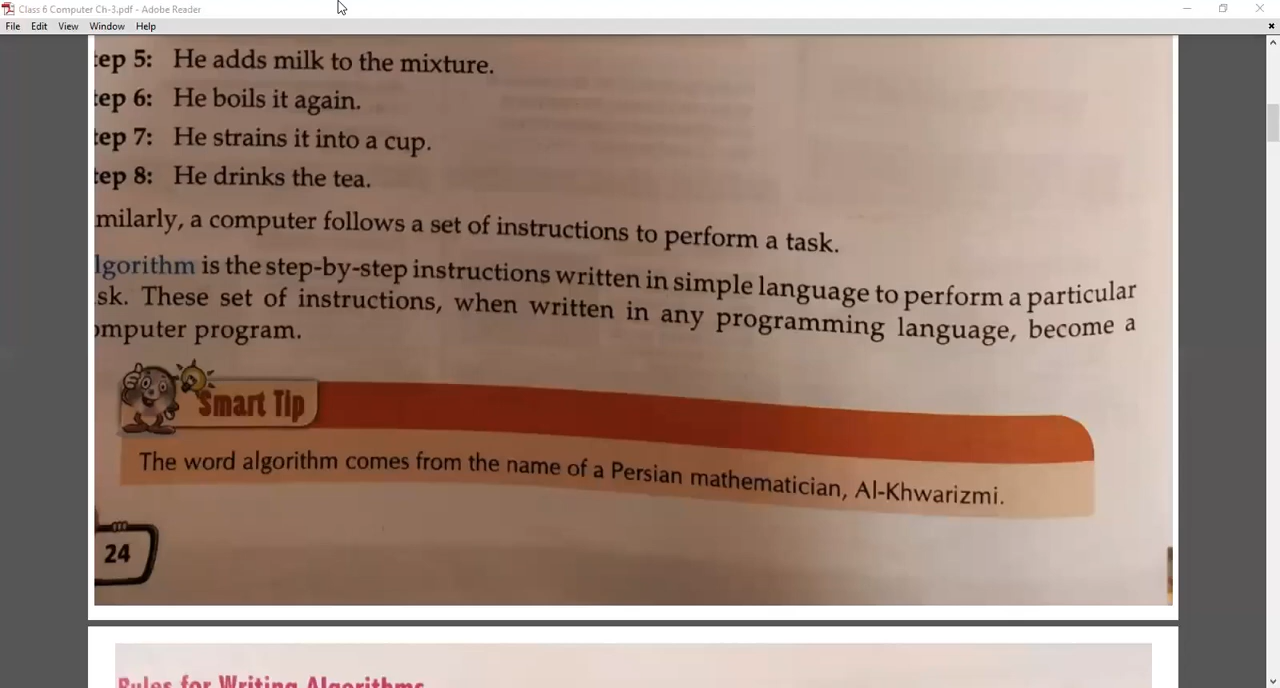 Class 6 Computer Ch-3.pdf - Adobe Reader
File Edit View Window Help
tep 5: He adds milk to the mixture.
tep 6: He boils it again.
tep 7: He strains it into a cup.
tep 8: He drinks the tea.
milarly, a computer follows a set of instructions to perform a task.
lgorithm is the step-by-step instructions written in simple language to perform a particular
sk. These set of instructions, when written in any programming language, become a
omputer program.
Smart Tip
The word algorithm comes from the name of a Persian mathematician, Al-Khwarizmi.
24
Rules for Writing Algorithms